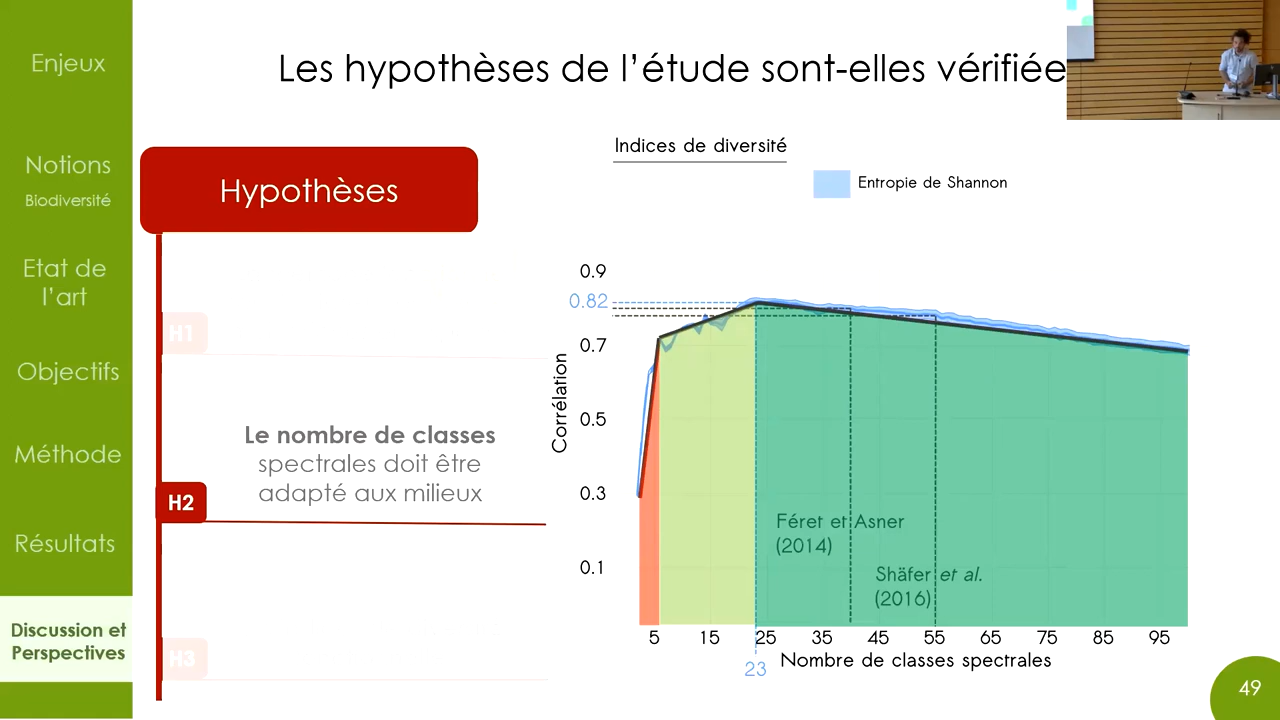 Les hypothèses de l'étude sont-elles vérifiée
Enjeux
Notions
Biodiversité
Etat de
l'art
Objectifs
Méthode
Résultats
Discussion et
Perspectives
Hypothèses
H1
Le nombre de classes
spectrales doit être
adapté aux milieux
H2
H3
Indices de diversité
Entropie de Shannon
Corrélation
0.9
0.82
0.7
0.5
0.3
0.1
Féret et Asner
(2014)
Shäfer et al.
(2016)
5 15 25 35 45 55 65 75 85 95
23
Nombre de classes spectrales
49